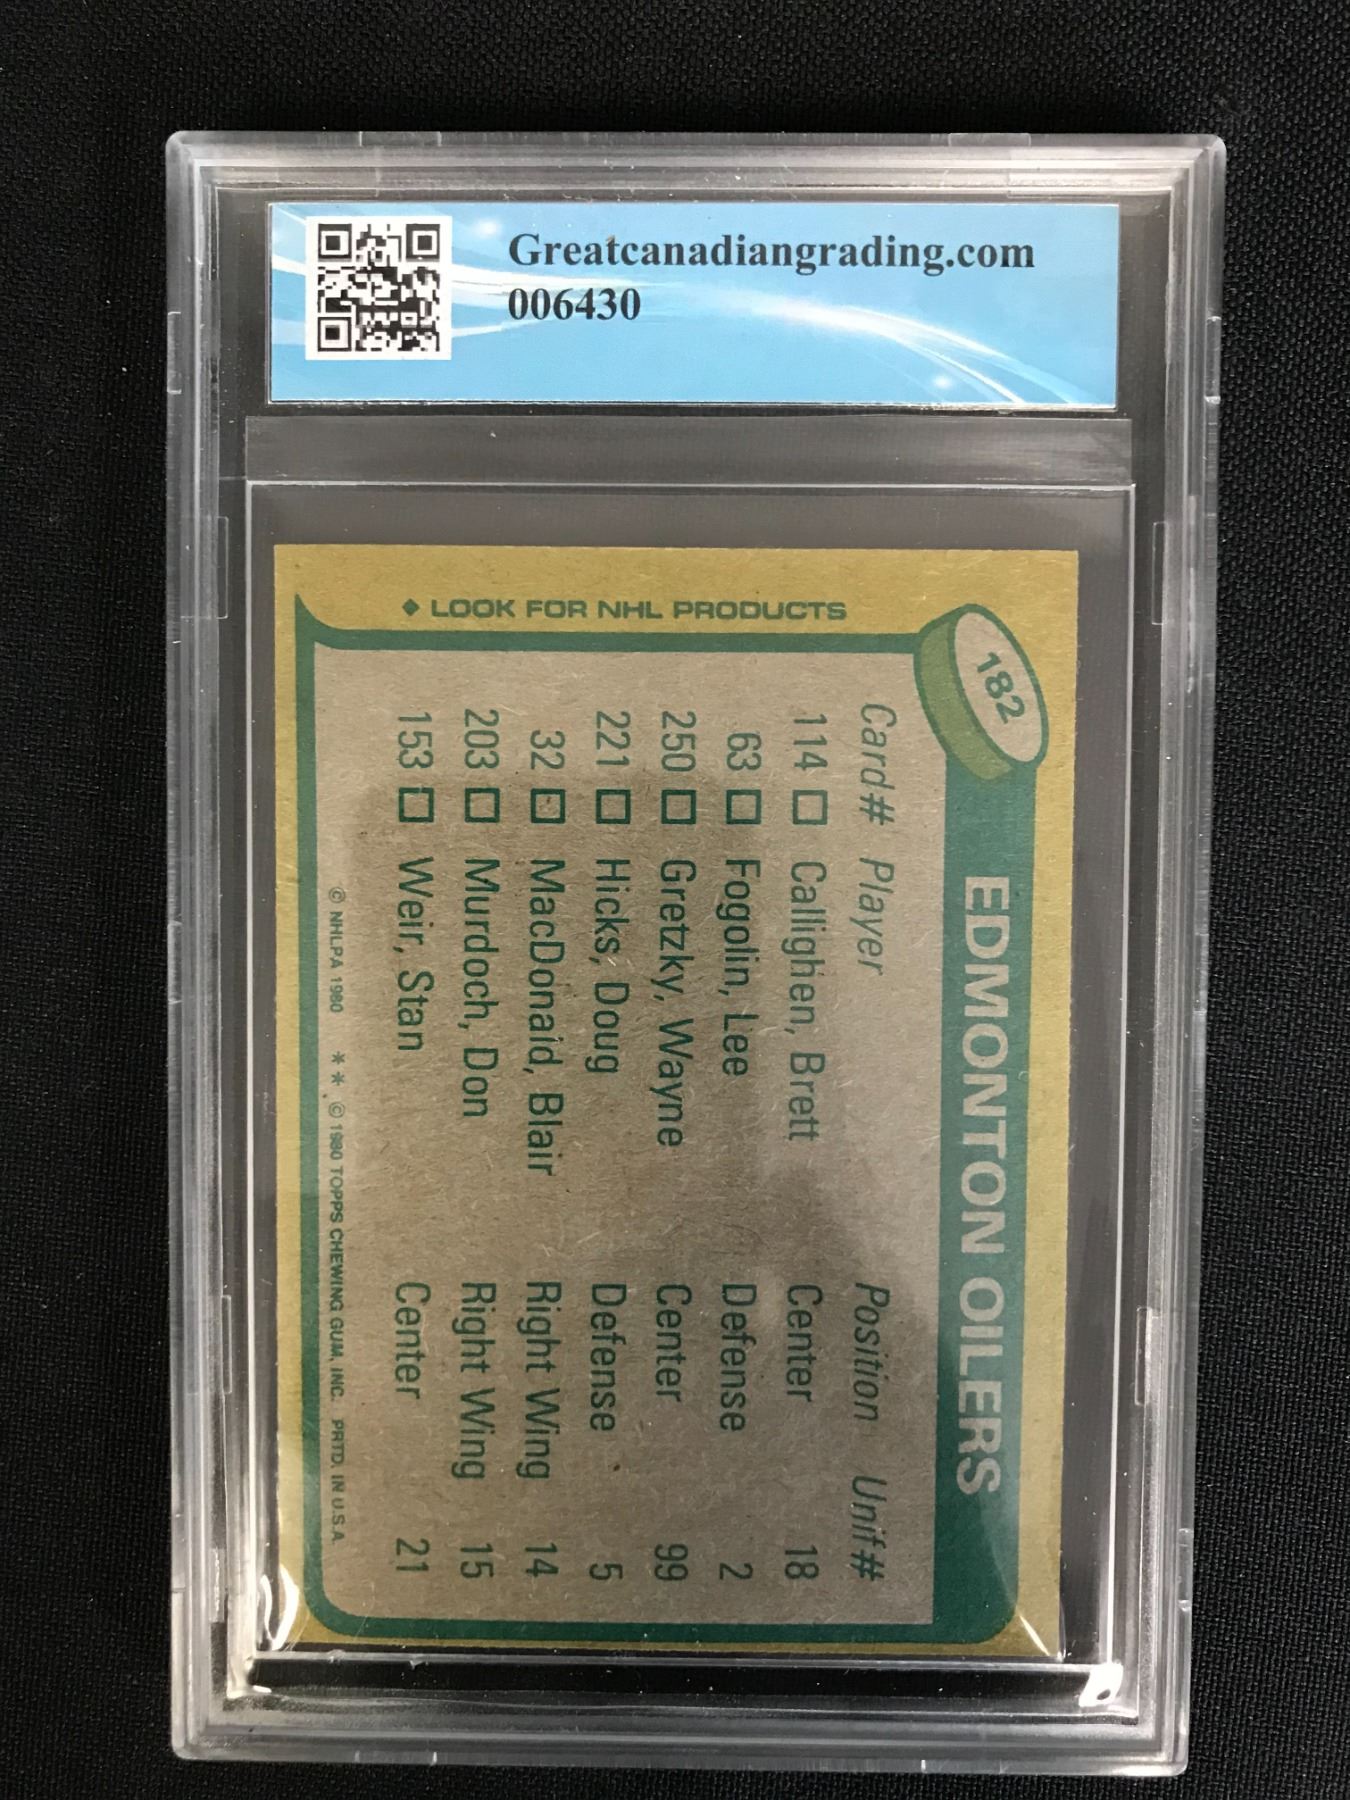 Greatcanadiangrading.com
006430
182
EDMONTON OILERS
Card# Player Position Unif#
114 □ Callighen, Brett Center 18
63 □ Fogolin, Lee Defense 2
250 □ Gretzky, Wayne Center 99
221 □ Hicks, Doug Defense 5
32 □ MacDonald, Blair Right Wing 14
203 □ Murdoch, Don Right Wing 15
153 □ Weir, Stan Center 21
© NHLPA 1980 ** © 1980 TOPPS CHEWING GUM, INC. PRTD. IN U.S.A.
◆ LOOK FOR NHL PRODUCTS